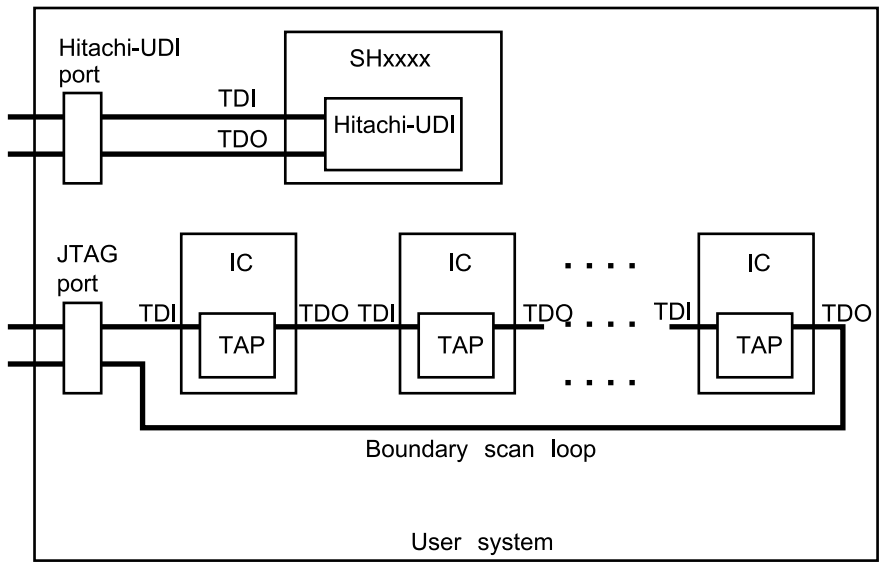 Hitachi-UDI
port
SHxxxx
TDI
TDO
Hitachi-UDI
JTAG
port
IC
IC
IC
TDI
TDO
TDI
TDO
TDI
TDO
TAP
TAP
TAP
Boundary scan loop
User system